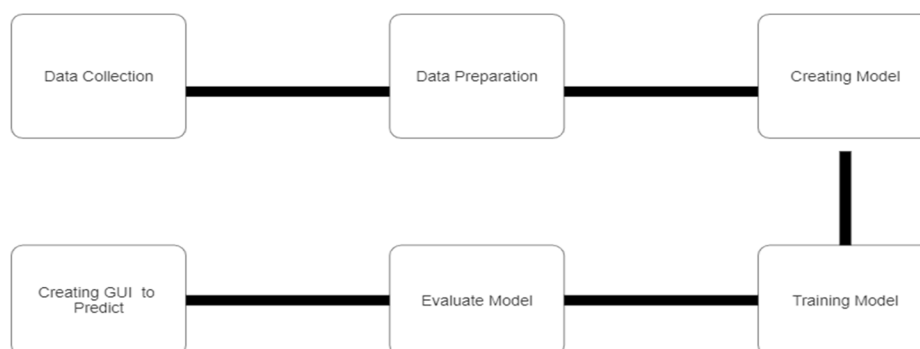 Data Collection
Data Preparation
Creating Model
Creating GUI  to
Predict
Evaluate Model
Training Model